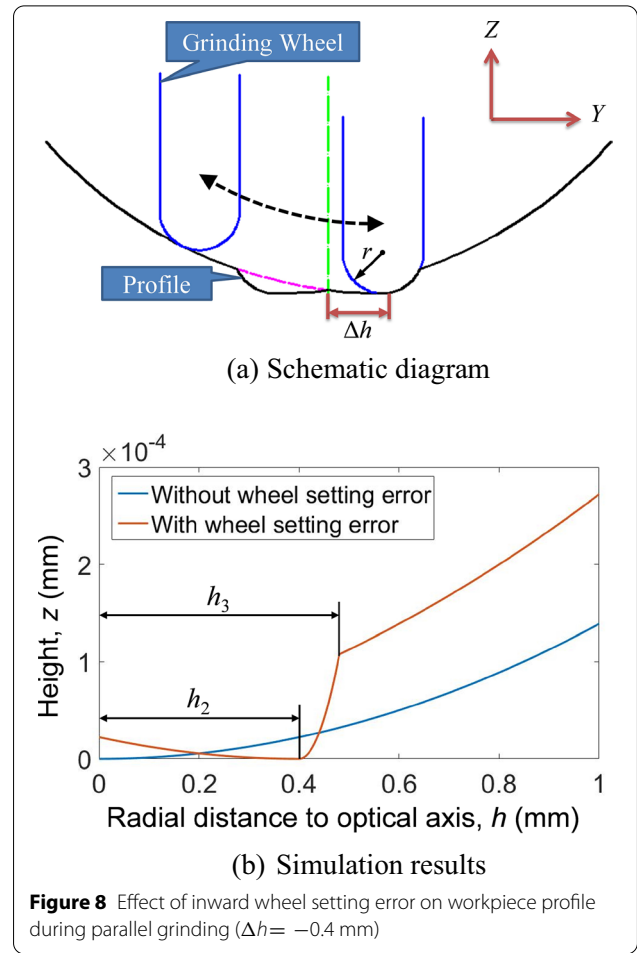 Grinding Wheel
Z
Y
r
Profile
Δh
(a) Schematic diagram
×10⁻⁴
3
Without wheel setting error
With wheel setting error
2
Height, z (mm)
h₃
1
h₂
0
0 0.2 0.4 0.6 0.8 1
Radial distance to optical axis, h (mm)
(b) Simulation results
Figure 8 Effect of inward wheel setting error on workpiece profile
during parallel grinding (Δh= −0.4 mm)